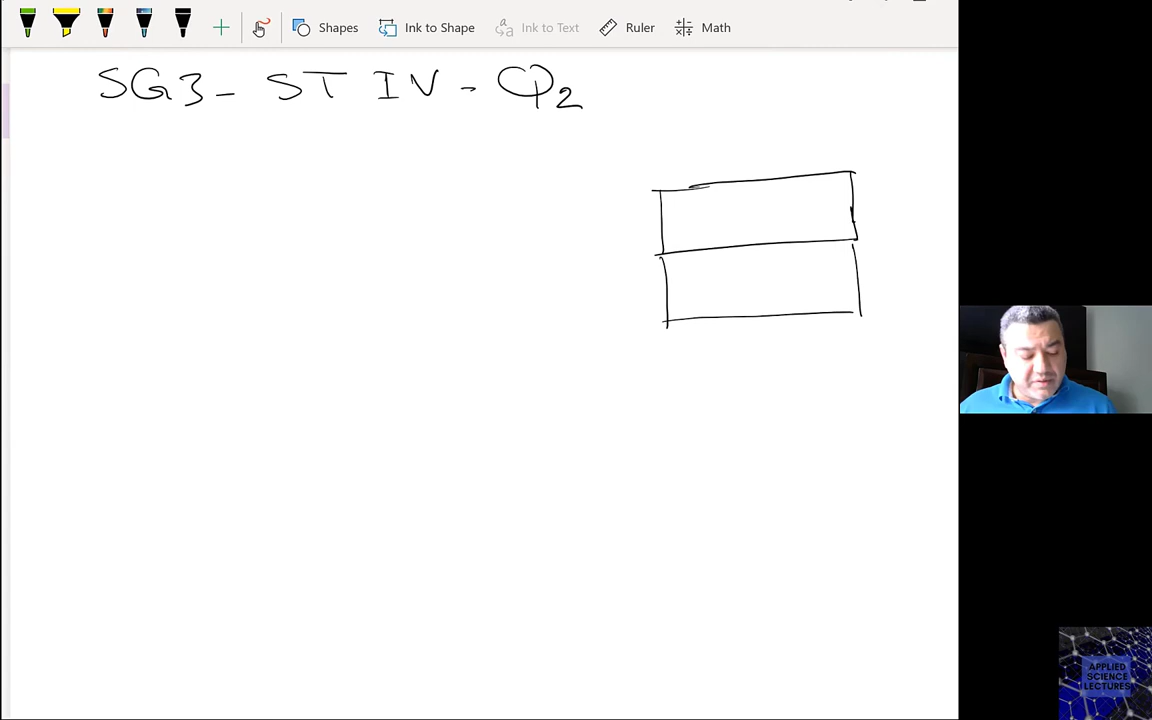 Shapes Ink to Shape Ink to Text Ruler Math
SG3- ST IV - Q2
APPLIED
SCIENCE
LECTURES